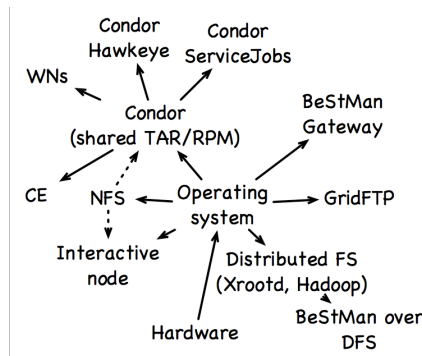 Condor
Hawkeye
Condor
ServiceJobs
WNs
Condor
(shared TAR/RPM)
BeStMan
Gateway
CE
NFS
Operating
system
GridFTP
Interactive
node
Distributed FS
(Xrootd, Hadoop)
BeStMan over
DFS
Hardware